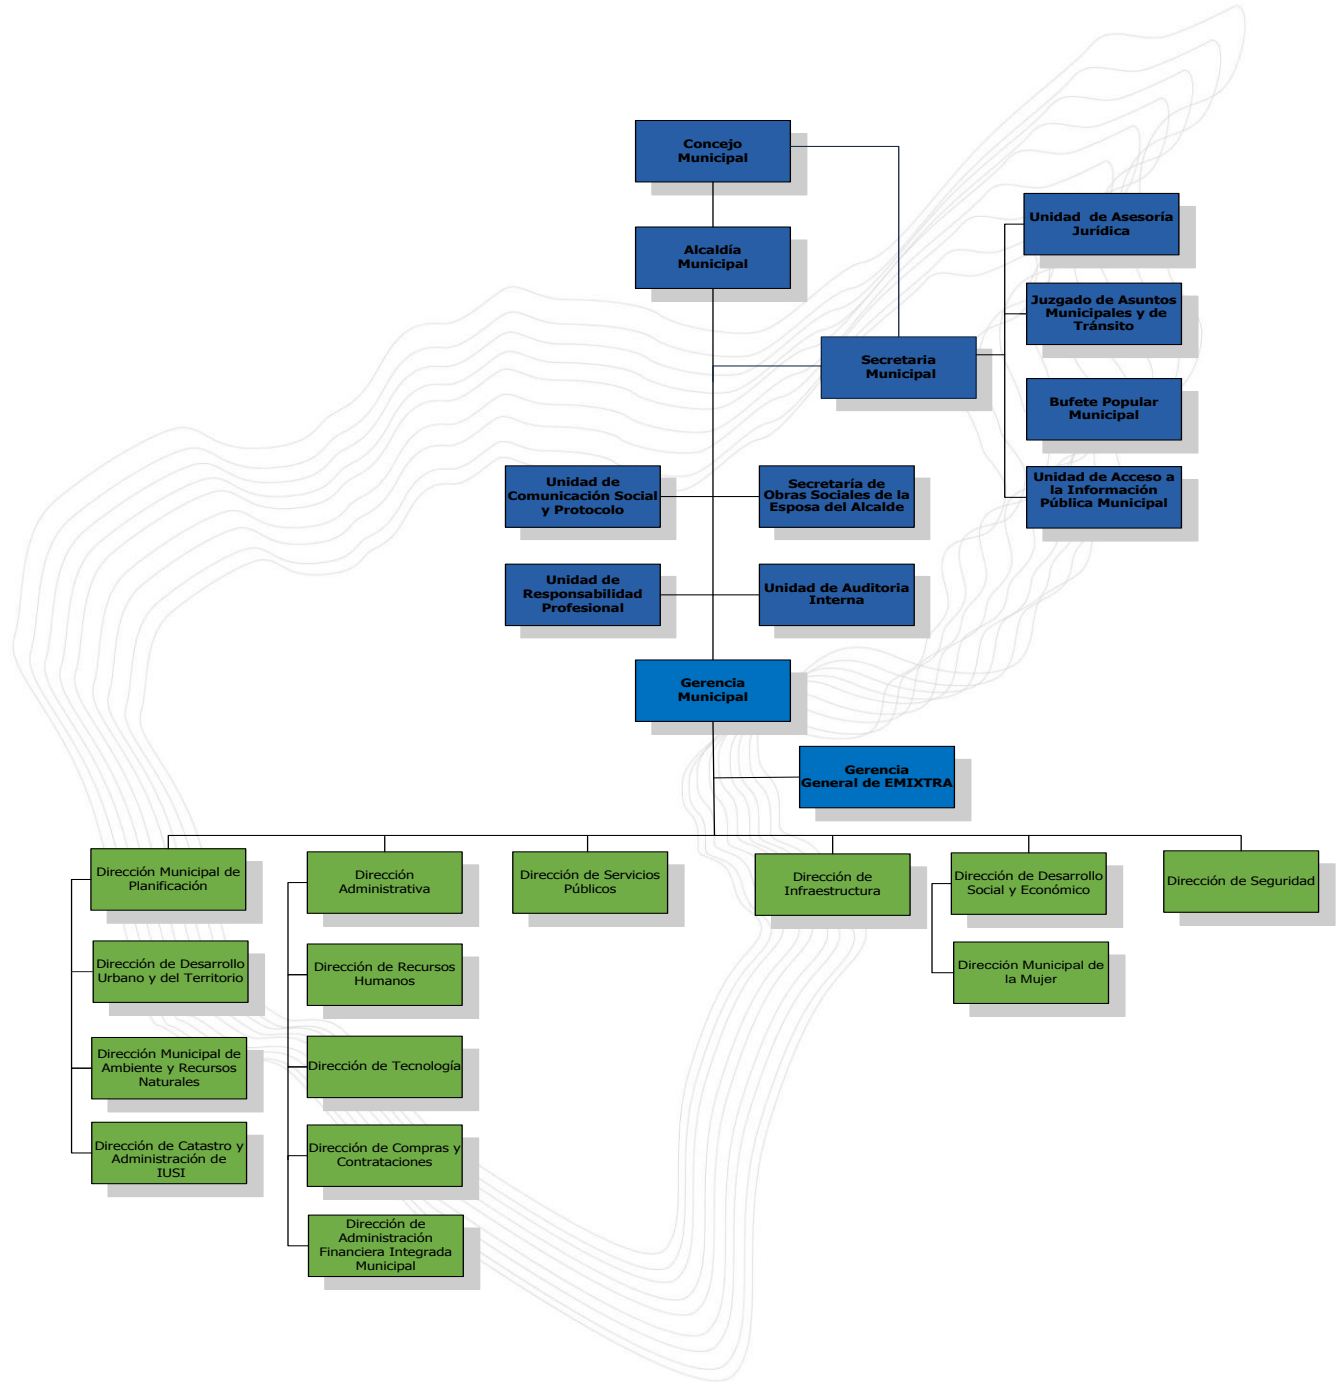 Concejo
Municipal
Alcaldía
Municipal
Unidad de Asesoría
Jurídica
Juzgado de Asuntos
Municipales y de
Tránsito
Secretaria
Municipal
Bufete Popular
Municipal
Unidad de Acceso a
la Información
Pública Municipal
Unidad de
Comunicación Social
y Protocolo
Secretaría de
Obras Sociales de la
Esposa del Alcalde
Unidad de
Responsabilidad
Profesional
Unidad de Auditoria
Interna
Gerencia
Municipal
Gerencia
General de EMIXTRA
Dirección Municipal de
Planificación
Dirección
Administrativa
Dirección de Servicios
Públicos
Dirección de
Infraestructura
Dirección de Desarrollo
Social y Económico
Dirección de Seguridad
Dirección de Desarrollo
Urbano y del Territorio
Dirección de Recursos
Humanos
Dirección Municipal de
la Mujer
Dirección Municipal de
Ambiente y Recursos
Naturales
Dirección de Tecnología
Dirección de Catastro y
Administración de
IUSI
Dirección de Compras y
Contrataciones
Dirección de
Administración
Financiera Integrada
Municipal